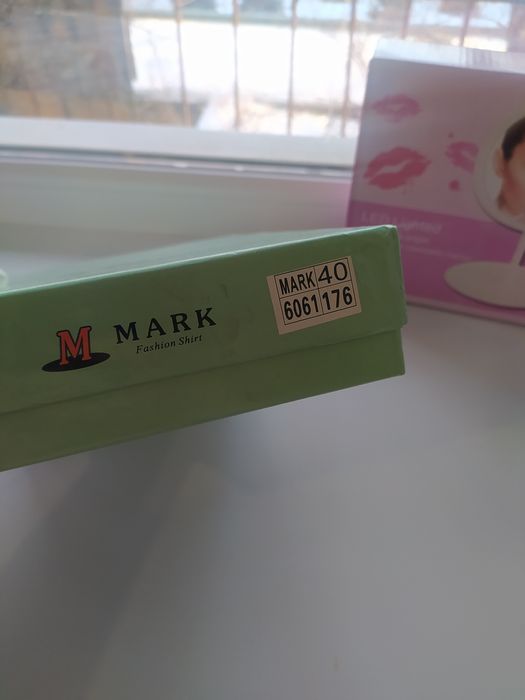 M MARK
Fashion Shirt
MARK 40
6061 176
LED Lighted